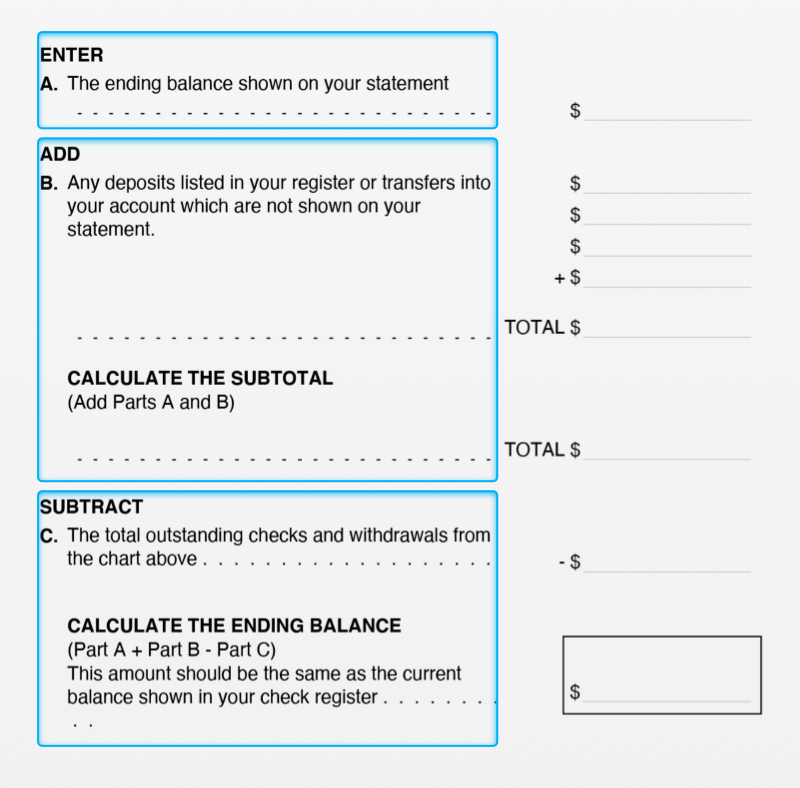 ENTER
A. The ending balance shown on your statement
- - - - - - - - - - - - - - - - - - - - - - - - - - - $
ADD
B. Any deposits listed in your register or transfers into $
your account which are not shown on your $
statement. $
+ $
- - - - - - - - - - - - - - - - - - - - - - - - - - - TOTAL $
CALCULATE THE SUBTOTAL
(Add Parts A and B)
- - - - - - - - - - - - - - - - - - - - - - - - - - - TOTAL $
SUBTRACT
C. The total outstanding checks and withdrawals from
the chart above . . . . . . . . . . . . . . . . . . . - $
CALCULATE THE ENDING BALANCE
(Part A + Part B - Part C)
This amount should be the same as the current
balance shown in your check register . . . . . . . . $
. .